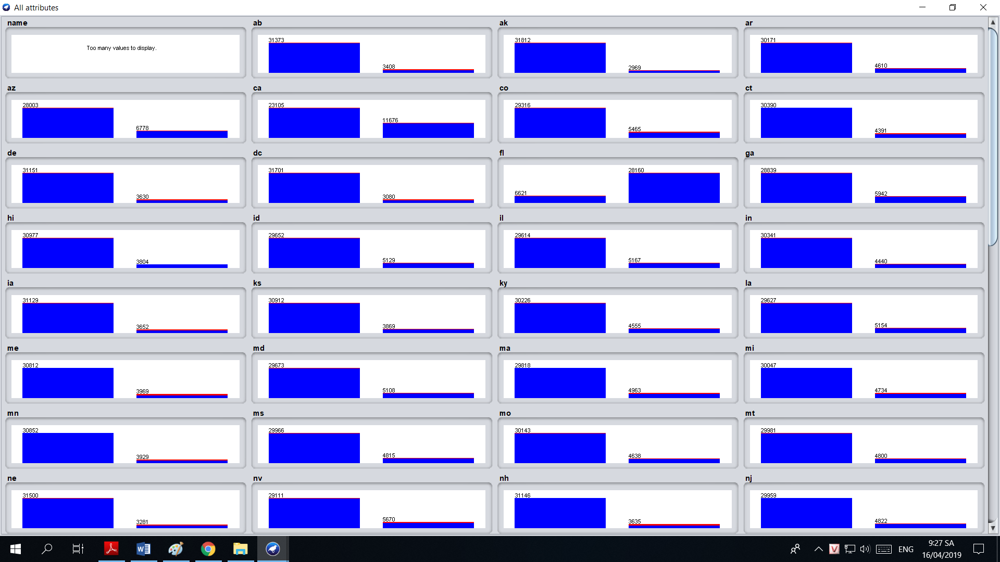 All attributes
name ab ak ar
Too many values to display.
31373 3408
31812 2969
30171 4610
az ca co ct
28003 6778
23105 11676
29316 5465
30390 4391
de dc fl ga
31151 3630
31701 3080
6621 28160
28839 5942
hi id il in
30977 3804
29652 5129
29614 5167
30341 4440
ia ks ky la
31129 3652
30912 3869
30226 4555
29627 5154
me md ma mi
30812 3969
29673 5108
29818 4963
30047 4734
mn ms mo mt
30852 3929
29966 4815
30143 4638
29981 4800
ne nv nh nj
31500 3281
29111 5670
31146 3635
29959 4822
ENG
9:27 SA
16/04/2019